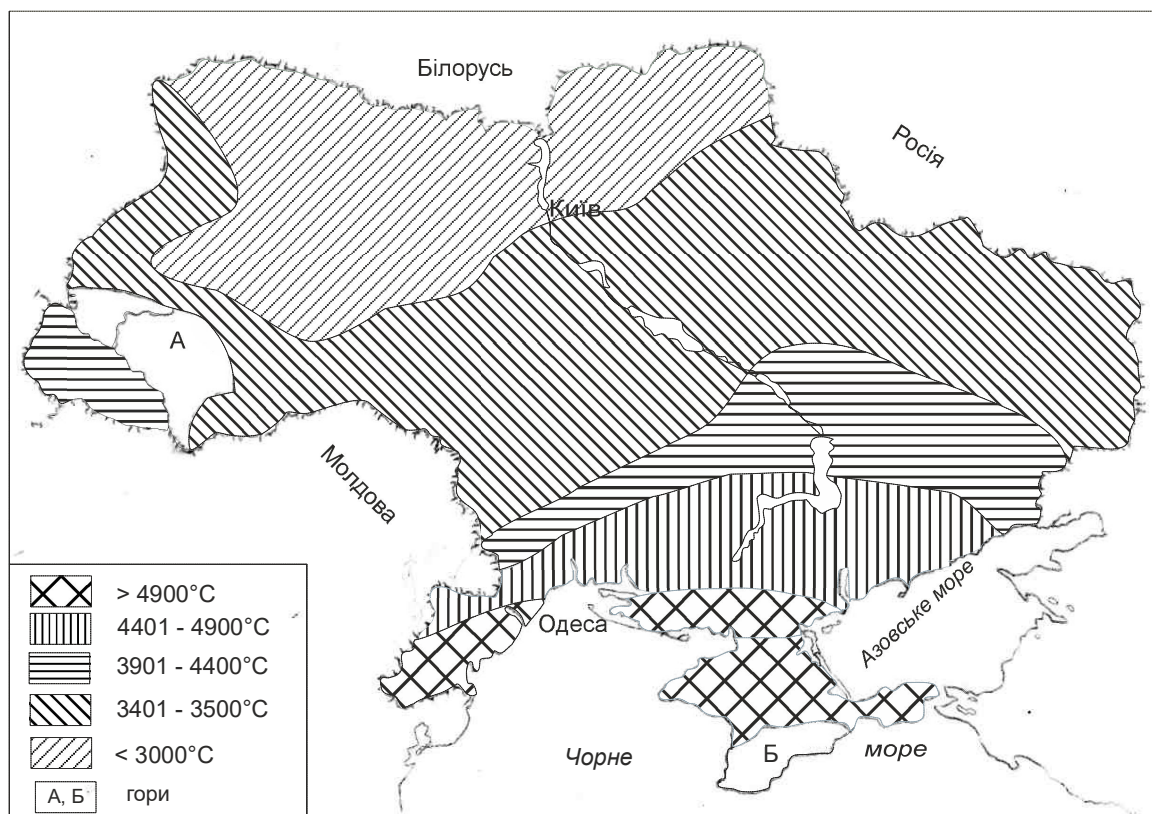 Білорусь
Росія
Київ
А
Молдова
Одеса
Азовське море
Чорне
море
Б
> 4900°C
4401 - 4900°C
3901 - 4400°C
3401 - 3500°C
< 3000°C
А, Б
гори